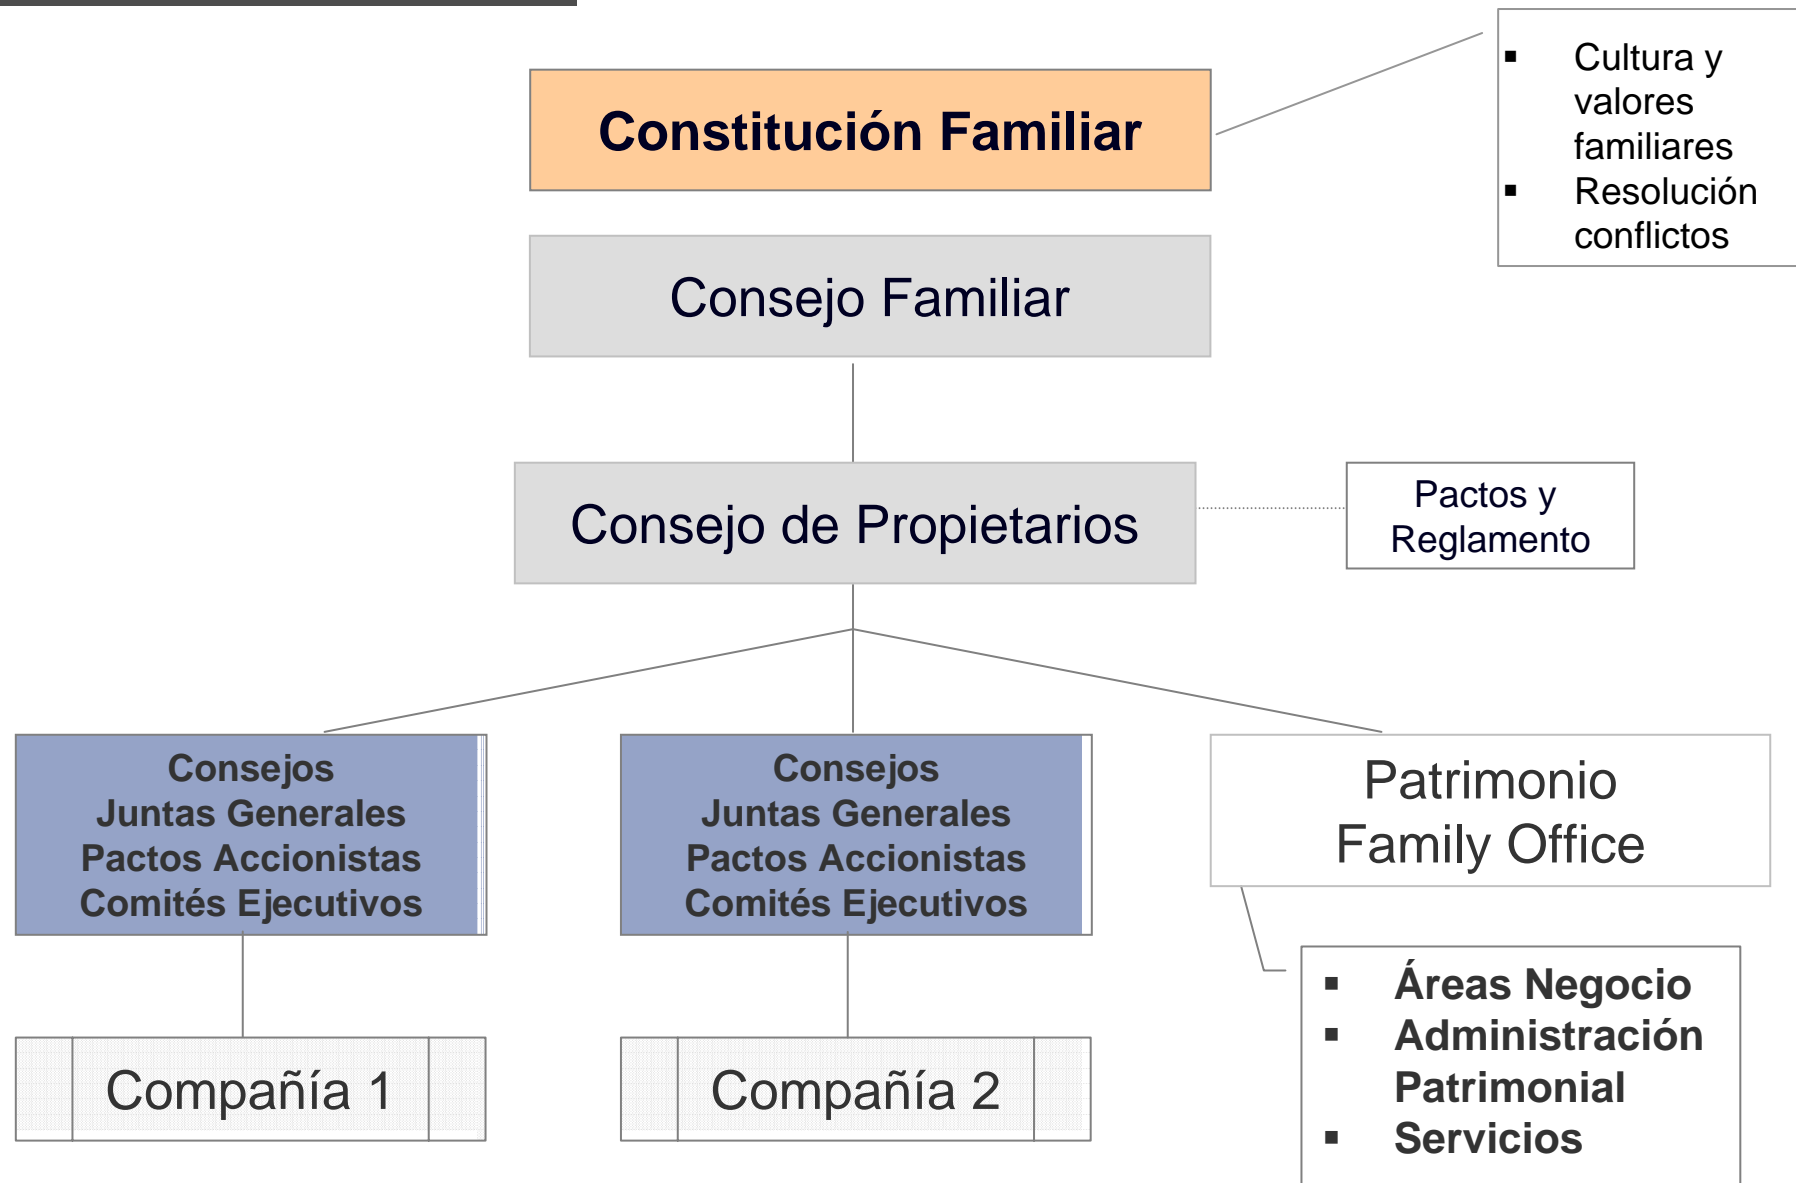 Constitución Familiar
▪ Cultura y
valores
familiares
▪ Resolución
conflictos
Consejo Familiar
Consejo de Propietarios
Pactos y
Reglamento
Consejos
Juntas Generales
Pactos Accionistas
Comités Ejecutivos
Consejos
Juntas Generales
Pactos Accionistas
Comités Ejecutivos
Patrimonio
Family Office
Compañía 1
Compañía 2
▪ Áreas Negocio
▪ Administración
Patrimonial
▪ Servicios